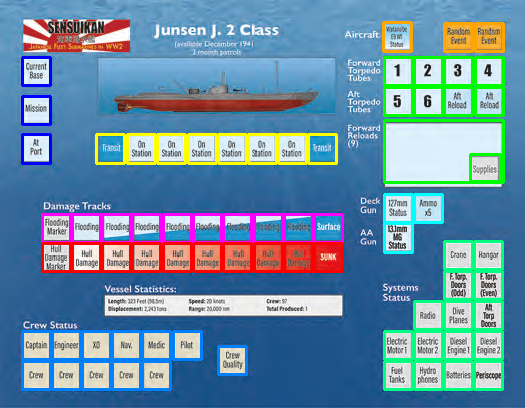 SENSUIKAN
JAPANESE FLEET SUBMARINES IN WW2
Junsen J. 2 Class
(available December 1941)
2 month patrols
Current Base
Mission
At Port
Transit
On Station
On Station
On Station
On Station
On Station
On Station
Transit
Aircraft
Watanabe E9W1 Status
Random Event
Random Event
Forward Torpedo Tubes
1
2
3
4
Aft Torpedo Tubes
5
6
Aft Reload
Aft Reload
Forward Reloads (9)
Supplies
Deck Gun
127mm Status
Ammo x5
AA Gun
13.1mm MG Status
Damage Tracks
Flooding Marker
Flooding
Flooding
Flooding
Flooding
Flooding
Flooding
Flooding
Flooding
Surface
Hull Damage Marker
Hull Damage
Hull Damage
Hull Damage
Hull Damage
Hull Damage
Hull Damage
Hull Damage
Hull Damage
SUNK
Vessel Statistics:
Length: 323 Feet (98.5m) Speed: 20 knots Crew: 97
Displacement: 2,243 tons Range: 20,000 nm Total Produced: 1
Crew Status
Captain
Engineer
XO
Nav.
Medic
Pilot
Crew
Crew
Crew
Crew
Crew
Crew Quality
Systems Status
Crane
Hangar
F. Torp. Doors (Odd)
F. Torp. Doors (Even)
Radio
Dive Planes
Aft Torp Doors
Electric Motor 1
Electric Motor 2
Diesel Engine 1
Diesel Engine 2
Fuel Tanks
Hydro phones
Batteries
Periscope